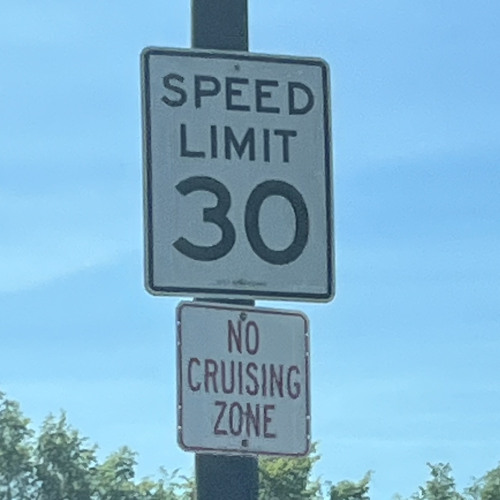 SPEED
LIMIT
30
NO
CRUISING
ZONE